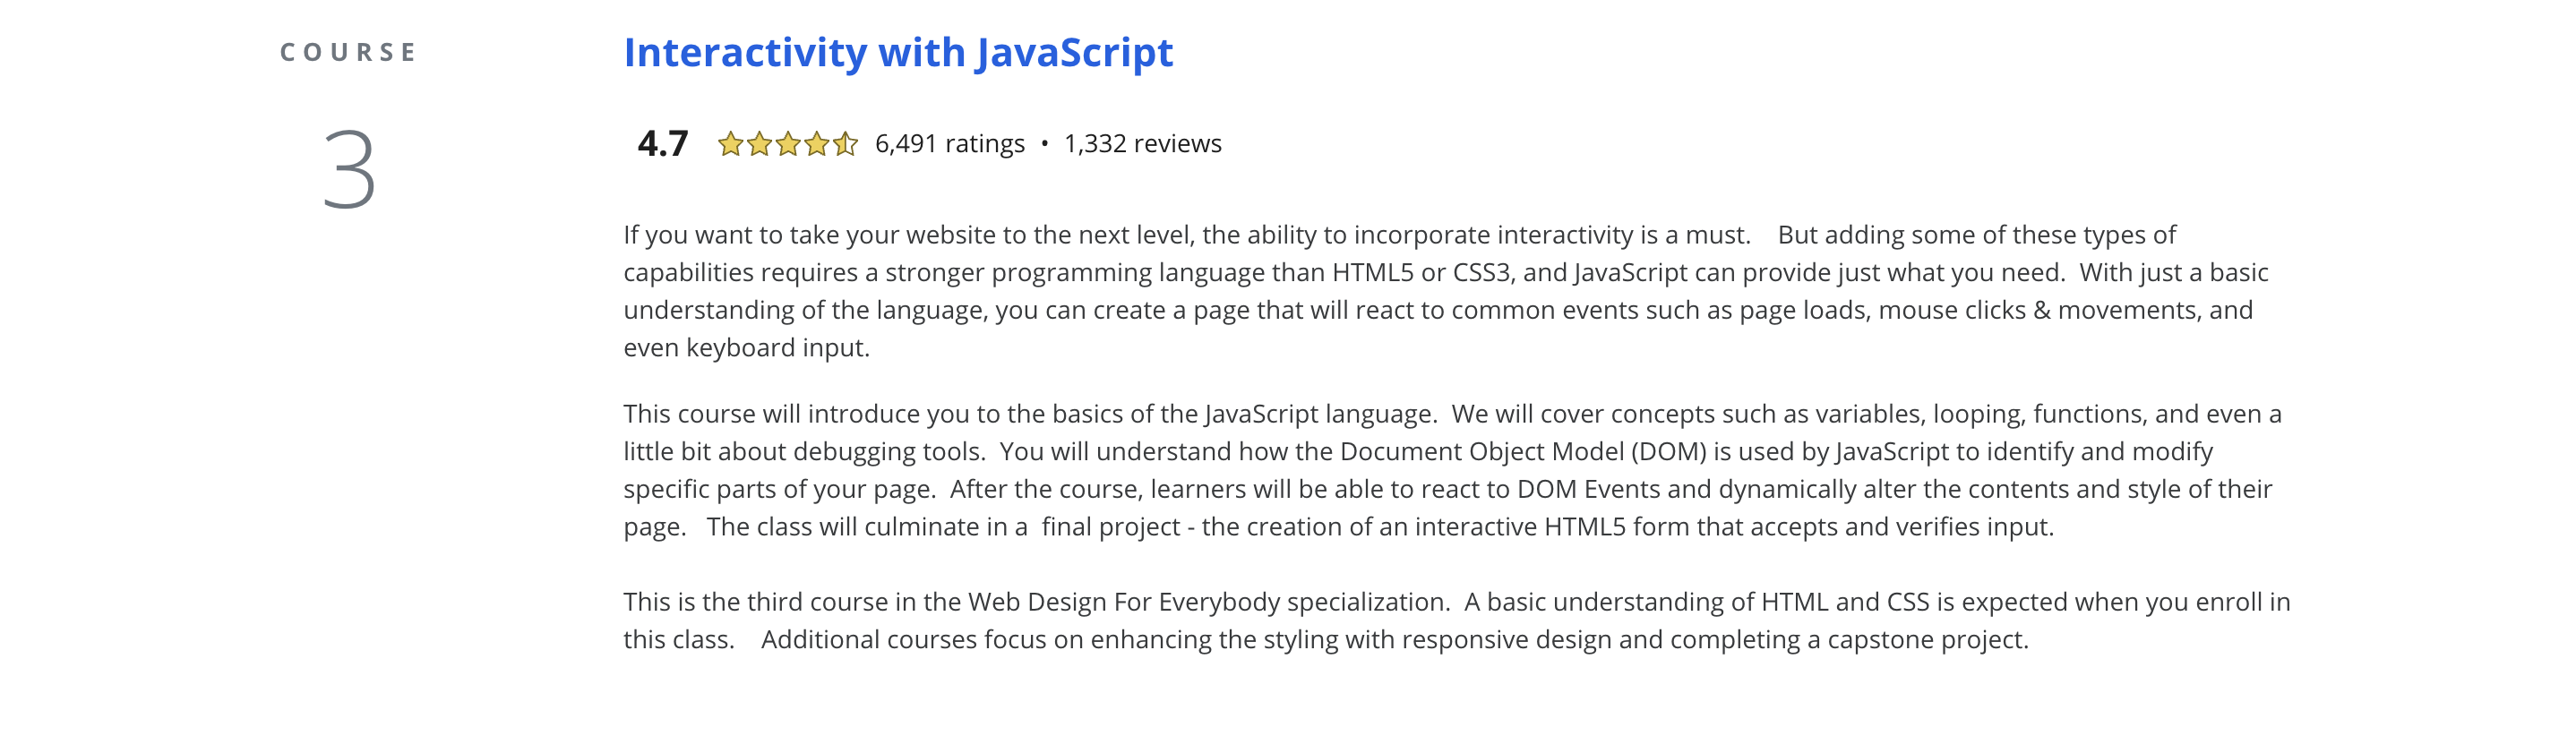 COURSE
3
Interactivity with JavaScript
4.7 6,491 ratings • 1,332 reviews
If you want to take your website to the next level, the ability to incorporate interactivity is a must. But adding some of these types of
capabilities requires a stronger programming language than HTML5 or CSS3, and JavaScript can provide just what you need. With just a basic
understanding of the language, you can create a page that will react to common events such as page loads, mouse clicks & movements, and
even keyboard input.
This course will introduce you to the basics of the JavaScript language. We will cover concepts such as variables, looping, functions, and even a
little bit about debugging tools. You will understand how the Document Object Model (DOM) is used by JavaScript to identify and modify
specific parts of your page. After the course, learners will be able to react to DOM Events and dynamically alter the contents and style of their
page. The class will culminate in a final project - the creation of an interactive HTML5 form that accepts and verifies input.
This is the third course in the Web Design For Everybody specialization. A basic understanding of HTML and CSS is expected when you enroll in
this class. Additional courses focus on enhancing the styling with responsive design and completing a capstone project.